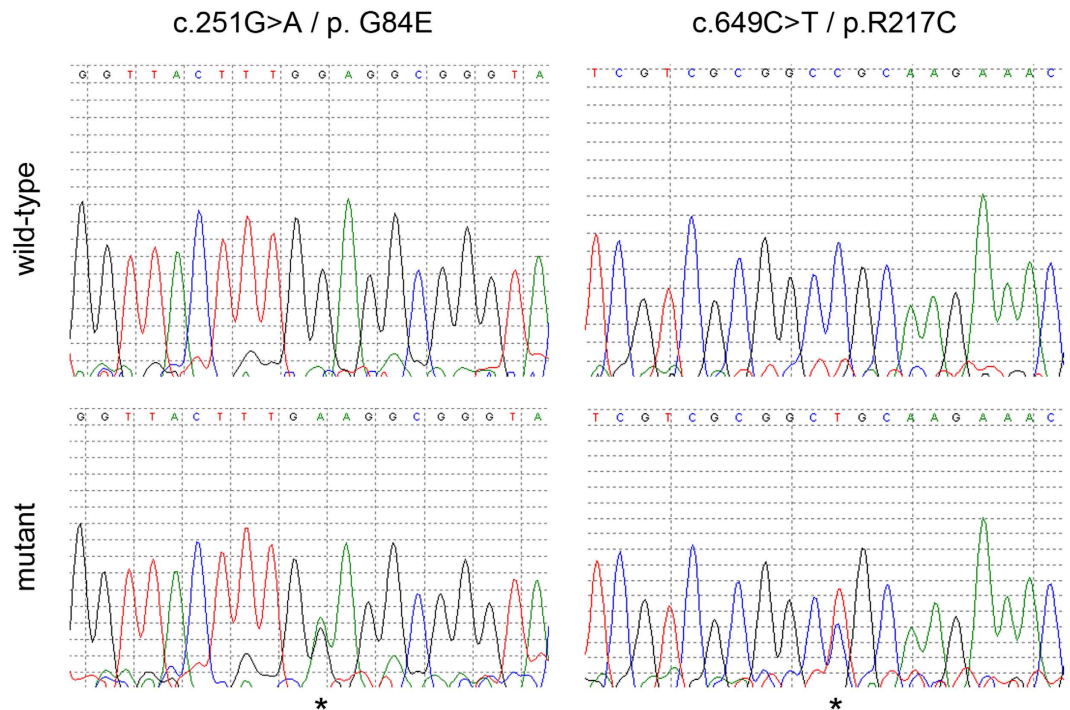 c.251G>A / p. G84E
c.649C>T / p.R217C
wild-type
G G T T A C T T T G G A G G C G G G T A
T C G T C G C G G C C G C A A G A A A C
mutant
G G T T A C T T T G A A G G C G G G T A
T C G T C G C G G C T G C A A G A A A C
*
*